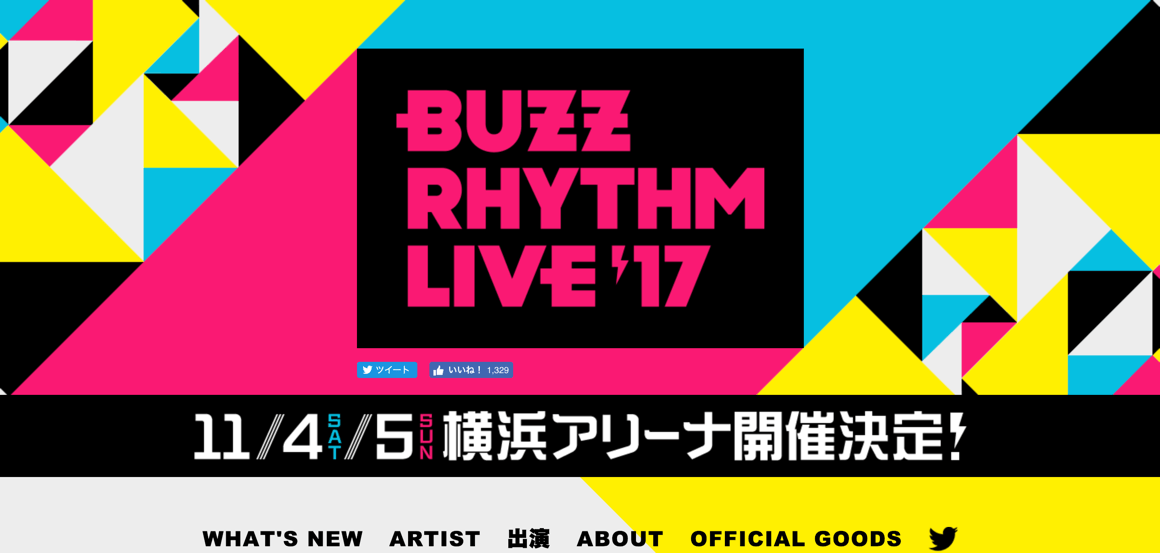 BUZZ
RHYTHM
LIVE '17
ツイート いいね! 1,329
11/4 SAT/5 SUN 横浜アリーナ開催決定!
WHAT'S NEW ARTIST 出演 ABOUT OFFICIAL GOODS